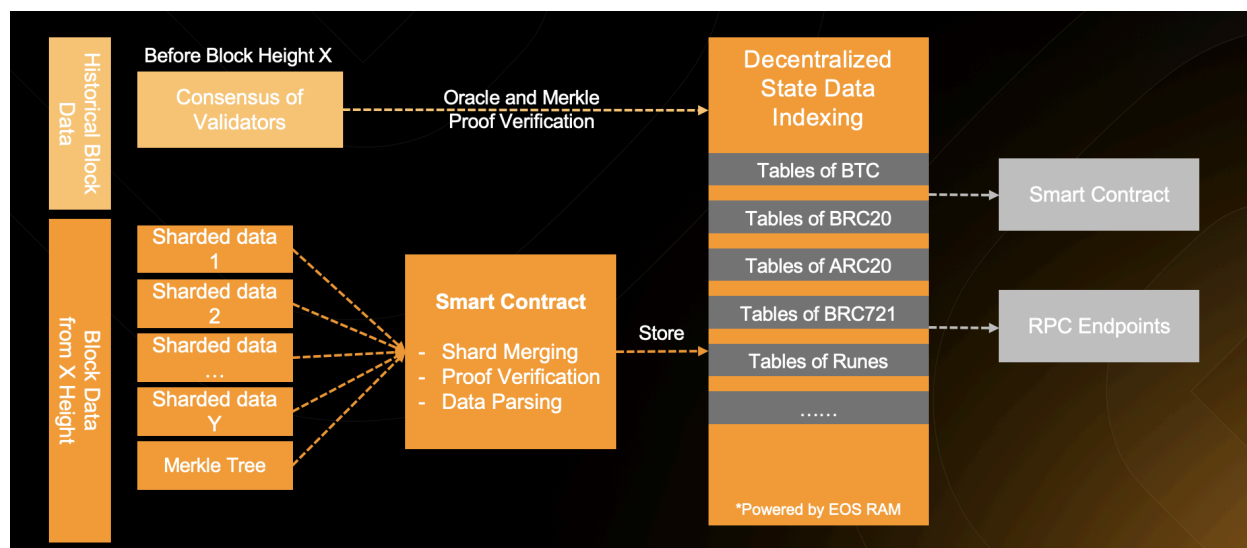 Historical Block
Data
Before Block Height X
Consensus of
Validators
Oracle and Merkle
Proof Verification
Block Data
from X Height
Sharded data
1
Sharded data
2
Sharded data
...
Sharded data
Y
Merkle Tree
Smart Contract
- Shard Merging
- Proof Verification
- Data Parsing
Store
Decentralized
State Data
Indexing
Tables of BTC
Tables of BRC20
Tables of ARC20
Tables of BRC721
Tables of Runes
......
*Powered by EOS RAM
Smart Contract
RPC Endpoints